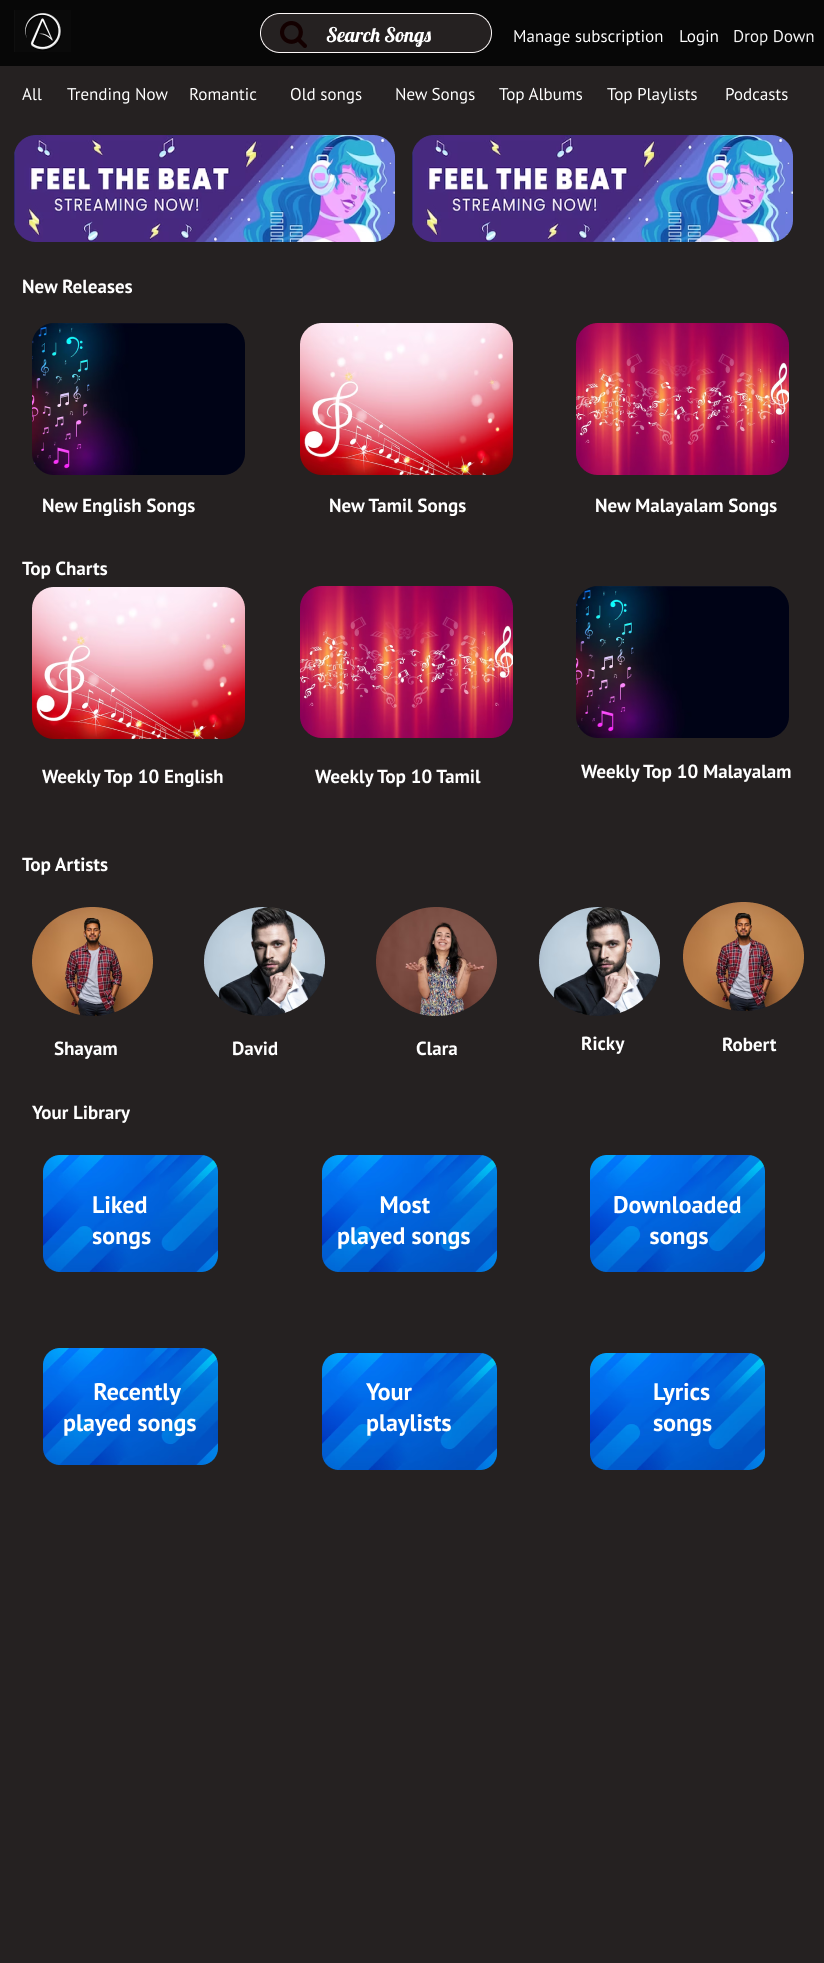 Search Songs
Manage subscription
Login
Drop Down
All
Trending Now
Romantic
Old songs
New Songs
Top Albums
Top Playlists
Podcasts
FEEL THE BEAT
STREAMING NOW!
FEEL THE BEAT
STREAMING NOW!
New Releases
New English Songs
New Tamil Songs
New Malayalam Songs
Top Charts
Weekly Top 10 English
Weekly Top 10 Tamil
Weekly Top 10 Malayalam
Top Artists
Shayam
David
Clara
Ricky
Robert
Your Library
Liked
songs
Most
played songs
Downloaded
songs
Recently
played songs
Your
playlists
Lyrics
songs